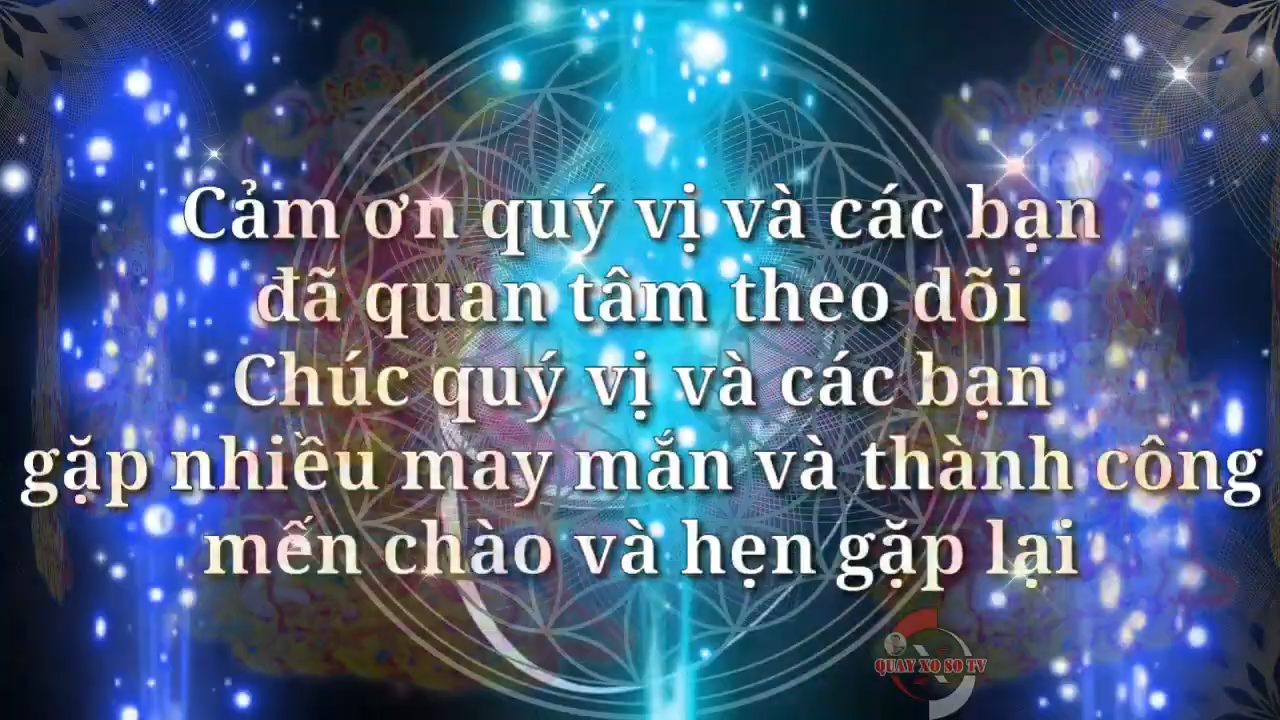 Cảm ơn quý vị và các bạn
đã quan tâm theo dõi
Chúc quý vị và các bạn
gặp nhiều may mắn và thành công
mến chào và hẹn gặp lại
QUAY XO SO TV